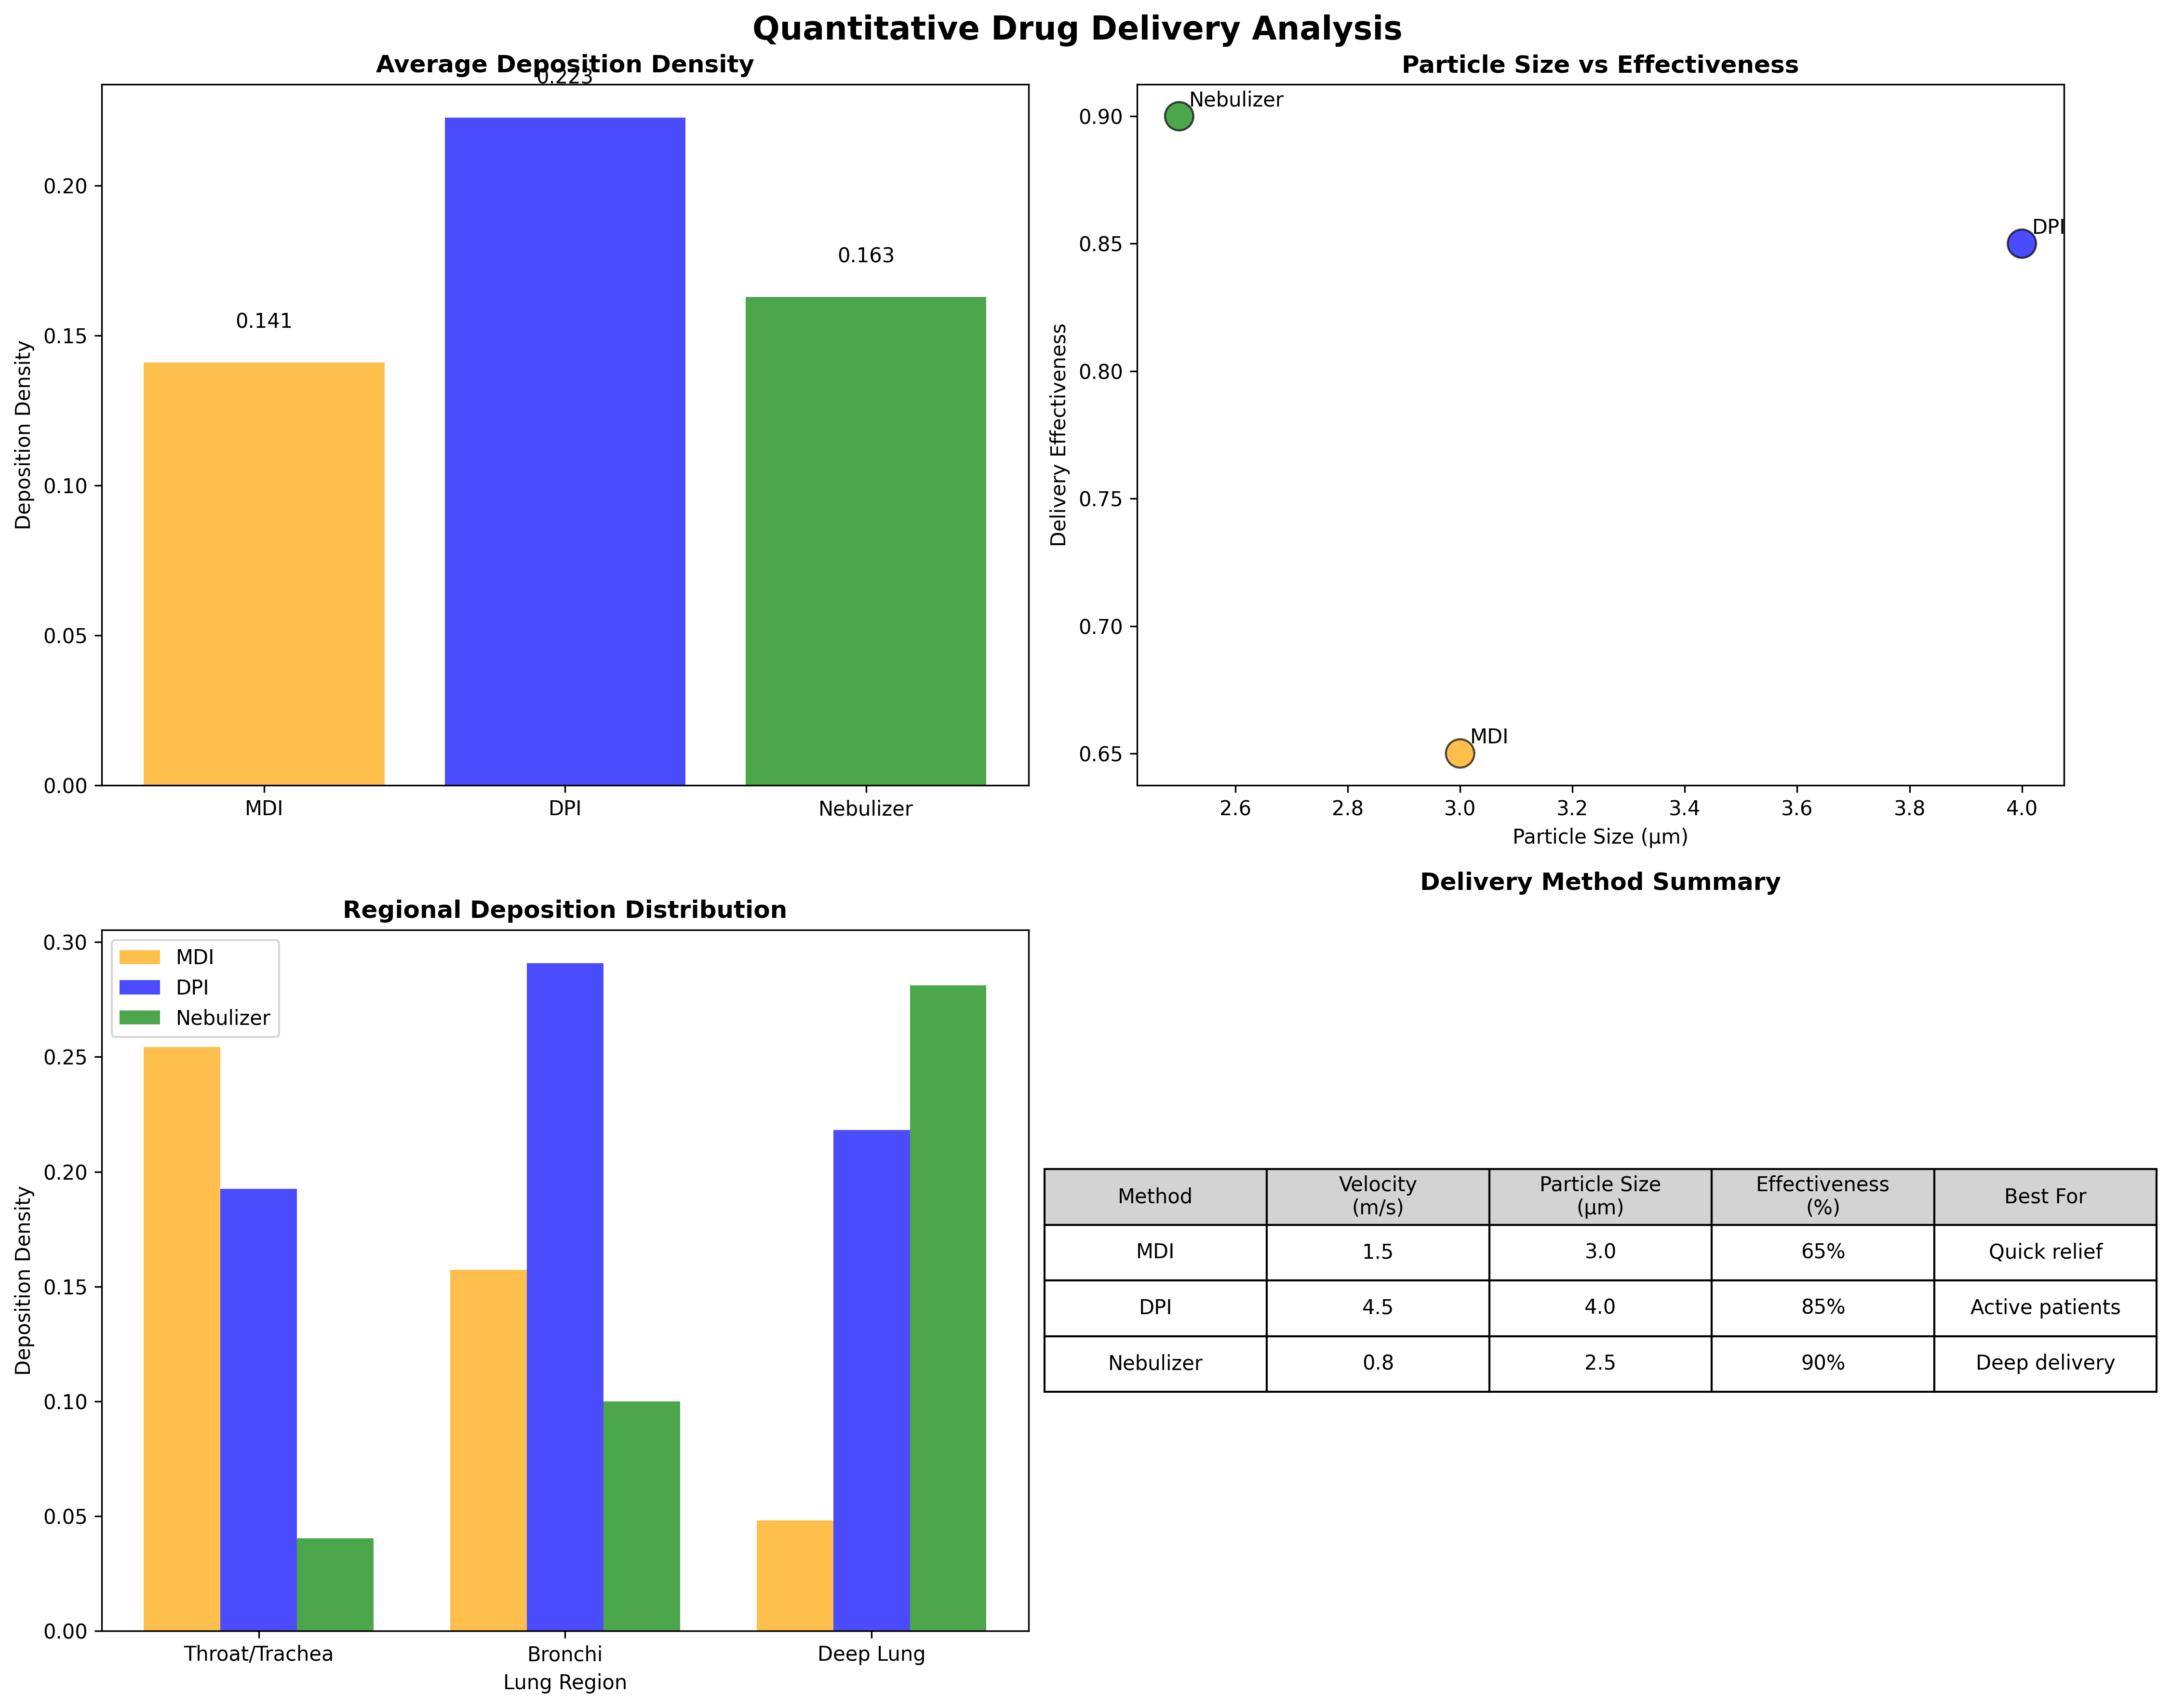 Quantitative Drug Delivery Analysis
Average Deposition Density
0.223
0.20
0.15
0.10
0.05
0.00
Deposition Density
0.141
0.163
MDI
DPI
Nebulizer
Particle Size vs Effectiveness
0.90
0.85
0.80
0.75
0.70
0.65
Delivery Effectiveness
Nebulizer
DPI
MDI
2.6
2.8
3.0
3.2
3.4
3.6
3.8
4.0
Particle Size (μm)
Regional Deposition Distribution
0.30
0.25
0.20
0.15
0.10
0.05
0.00
Deposition Density
MDI
DPI
Nebulizer
Throat/Trachea
Bronchi
Deep Lung
Lung Region
Delivery Method Summary
Method
Velocity
(m/s)
Particle Size
(μm)
Effectiveness
(%)
Best For
MDI
1.5
3.0
65%
Quick relief
DPI
4.5
4.0
85%
Active patients
Nebulizer
0.8
2.5
90%
Deep delivery